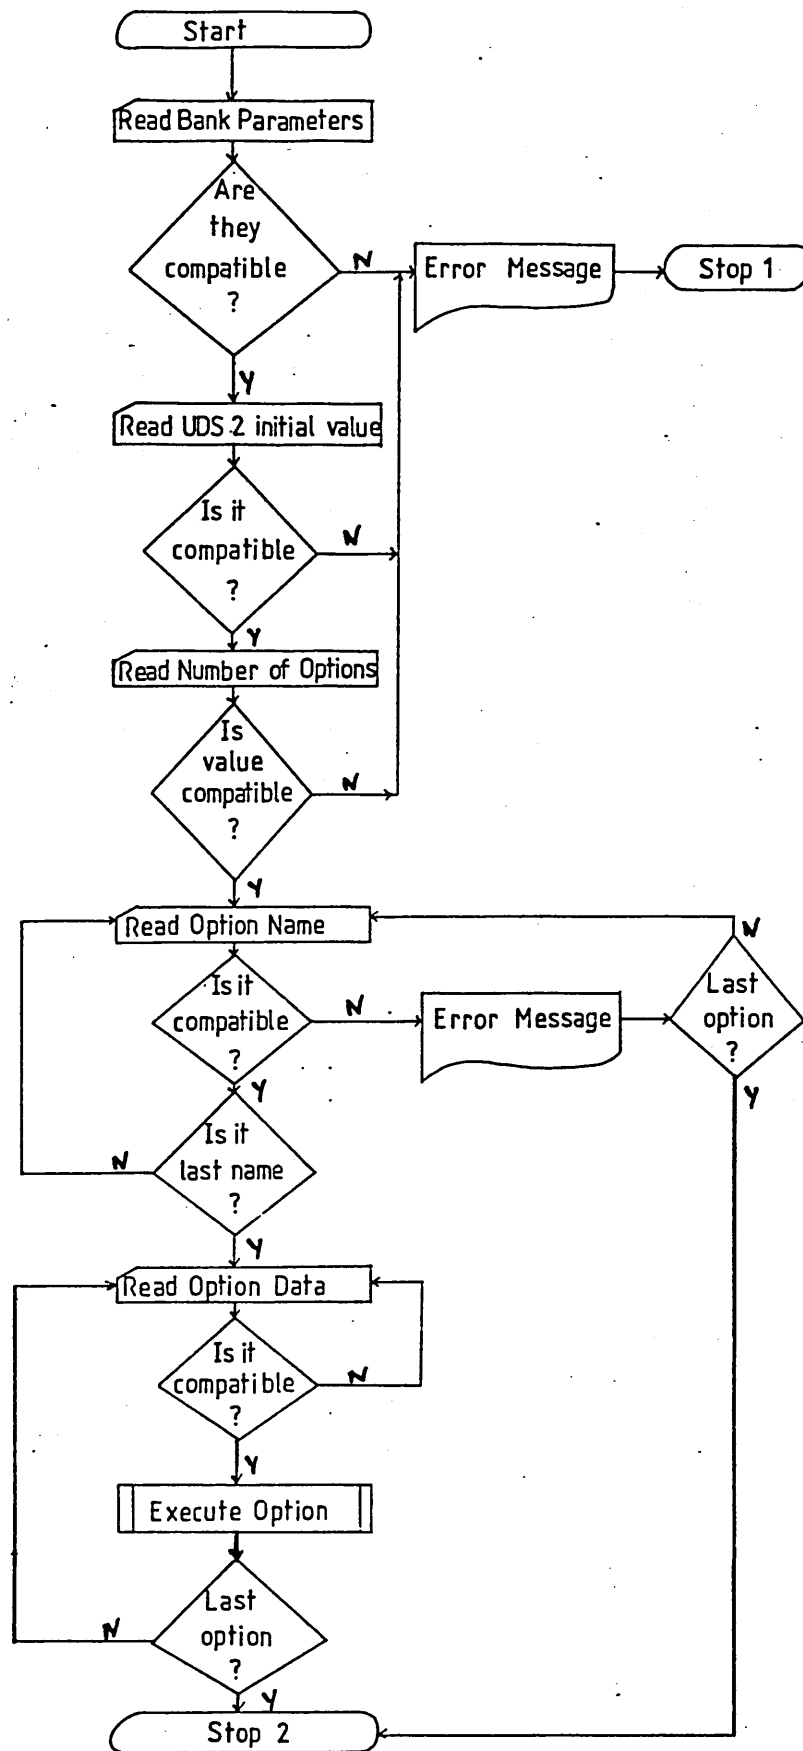 Start
Read Bank Parameters
Are
they
compatible
?
N
Error Message
Stop 1
Y
Read UDS.2 initial value
Is it
compatible
?
N
Y
Read Number of Options
Is
value
compatible
?
N
Y
Read Option Name
Is it
compatible
?
N
Error Message
Last
option
?
N
Y
Y
Is it
last name
?
N
Y
Read Option Data
Is it
compatible
?
N
Y
Execute Option
Last
option
?
N
Y
Stop 2